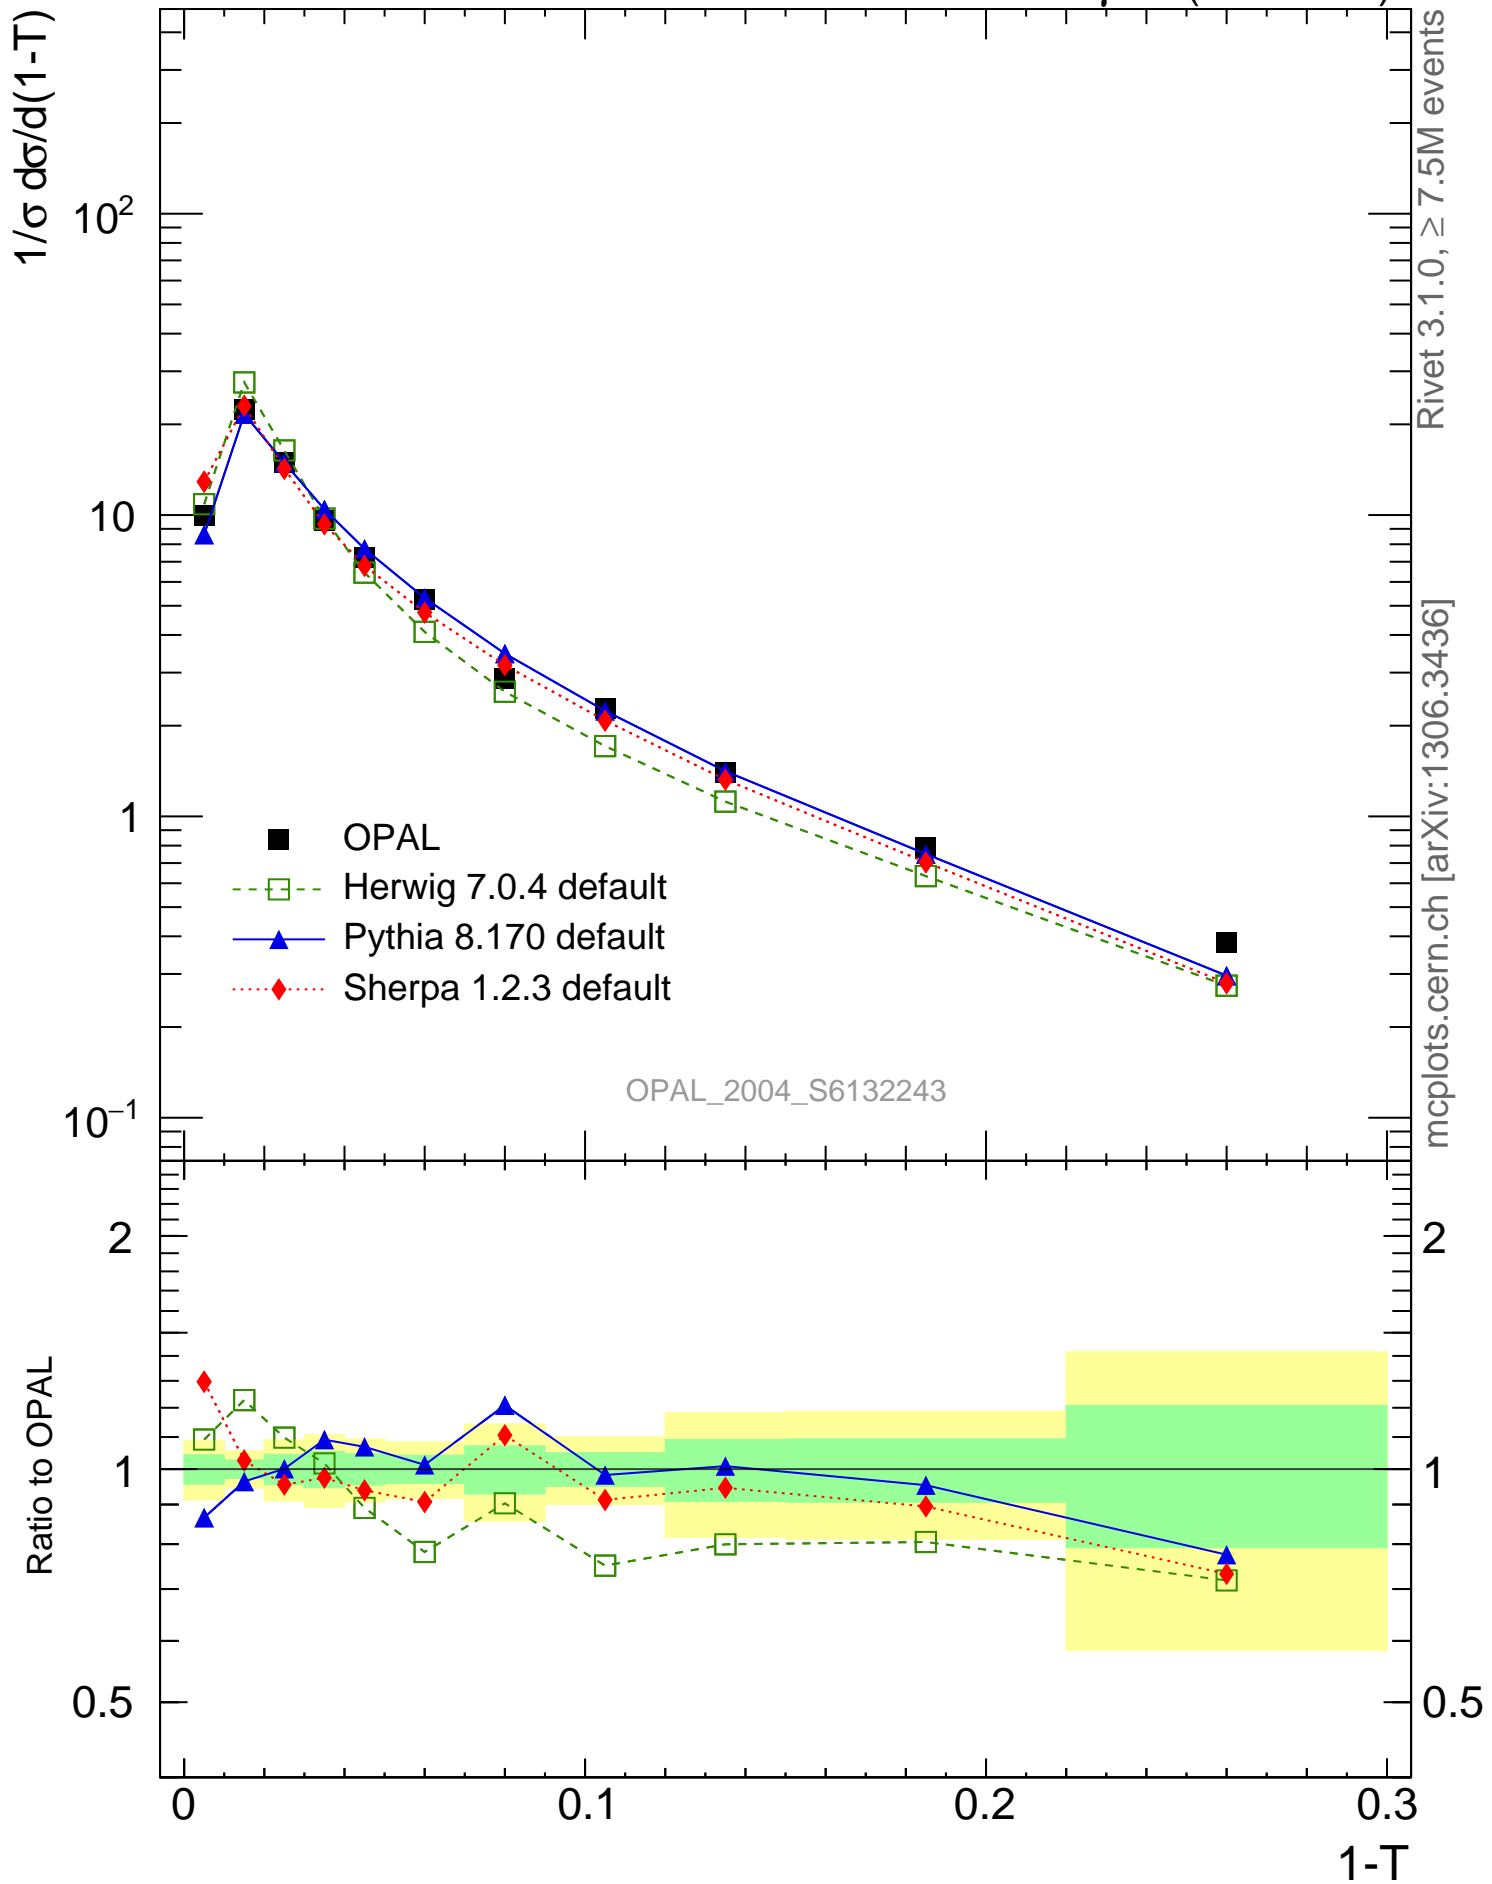 1/σ dσ/d(1-T)
10²
10
1
10⁻¹
OPAL
Herwig 7.0.4 default
Pythia 8.170 default
Sherpa 1.2.3 default
OPAL_2004_S6132243
Rivet 3.1.0, ≥ 7.5M events
mcplots.cern.ch [arXiv:1306.3436]
Ratio to OPAL
2
1
0.5
2
1
0.5
0
0.1
0.2
0.3
1-T